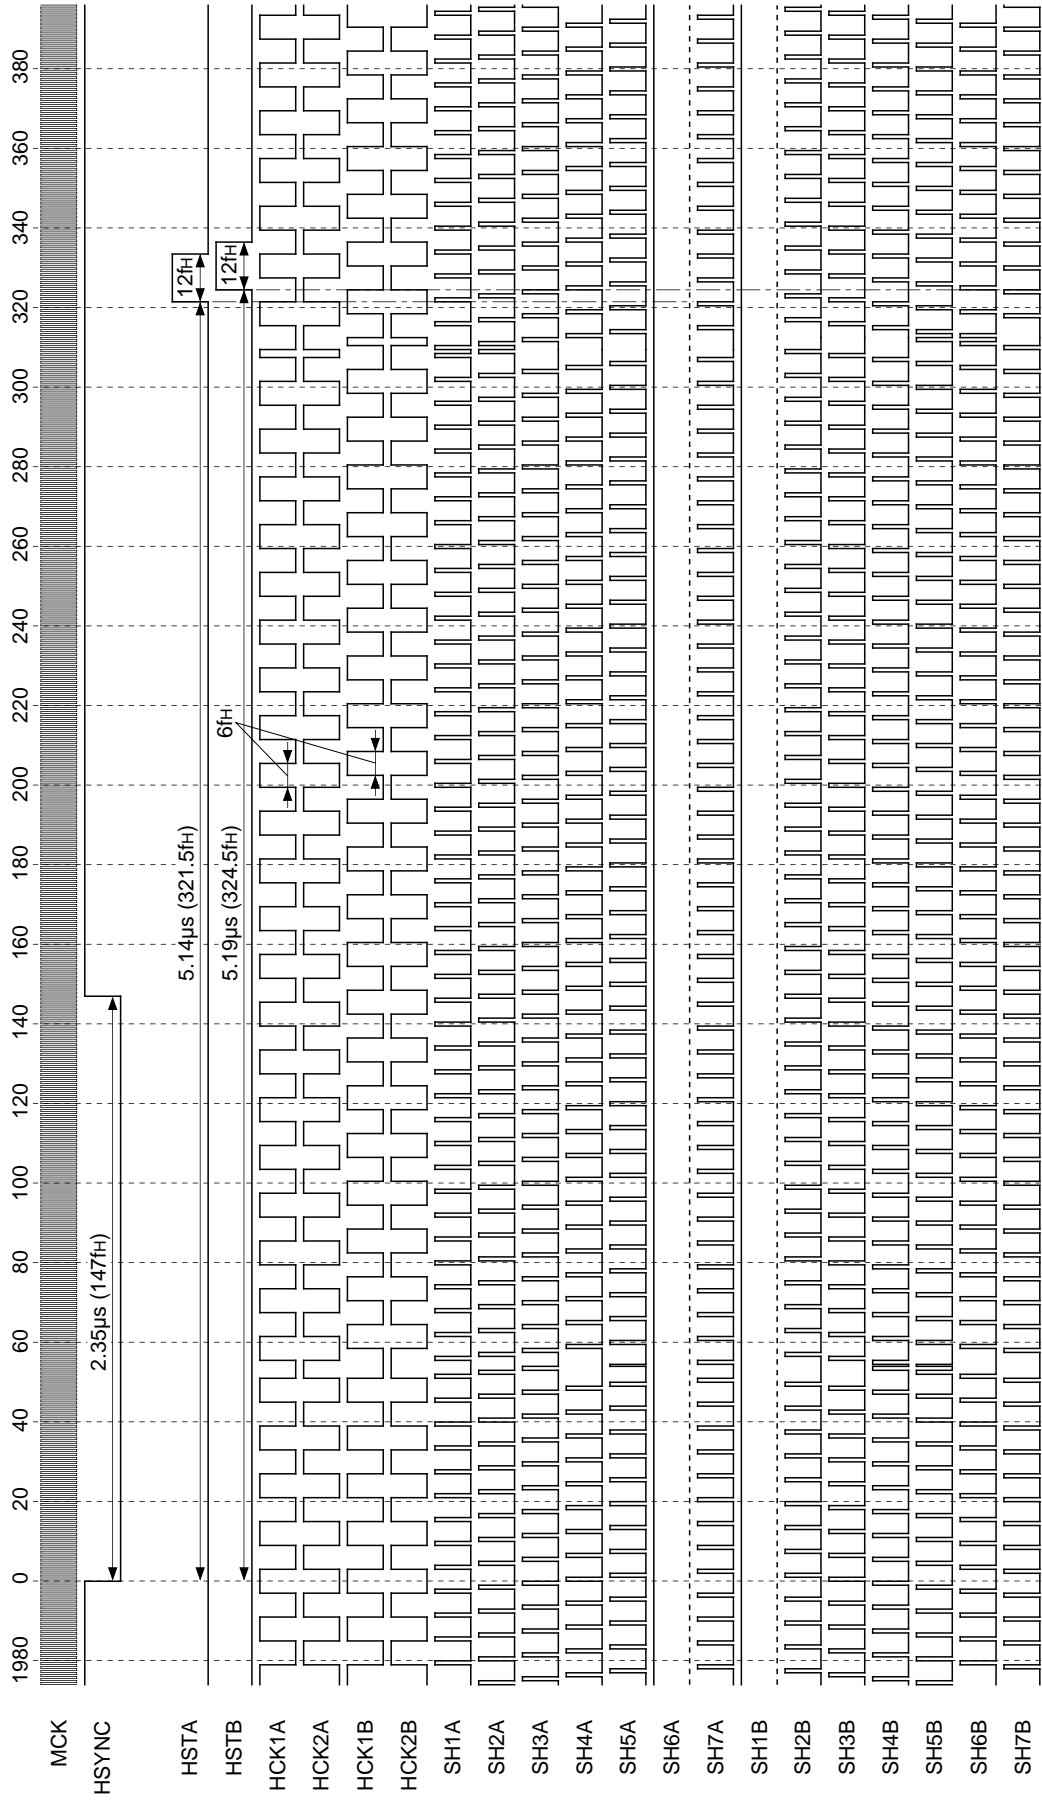 1980 0 20 40 60 80 100 120 140 160 180 200 220 240 260 280 300 320 340 360 380
MCK
HSYNC
2.35µs (147fH)
HSTA
5.14µs (321.5fH)
12fH
HSTB
5.19µs (324.5fH)
12fH
6fH
HCK1A
HCK2A
HCK1B
HCK2B
SH1A
SH2A
SH3A
SH4A
SH5A
SH6A
SH7A
SH1B
SH2B
SH3B
SH4B
SH5B
SH6B
SH7B